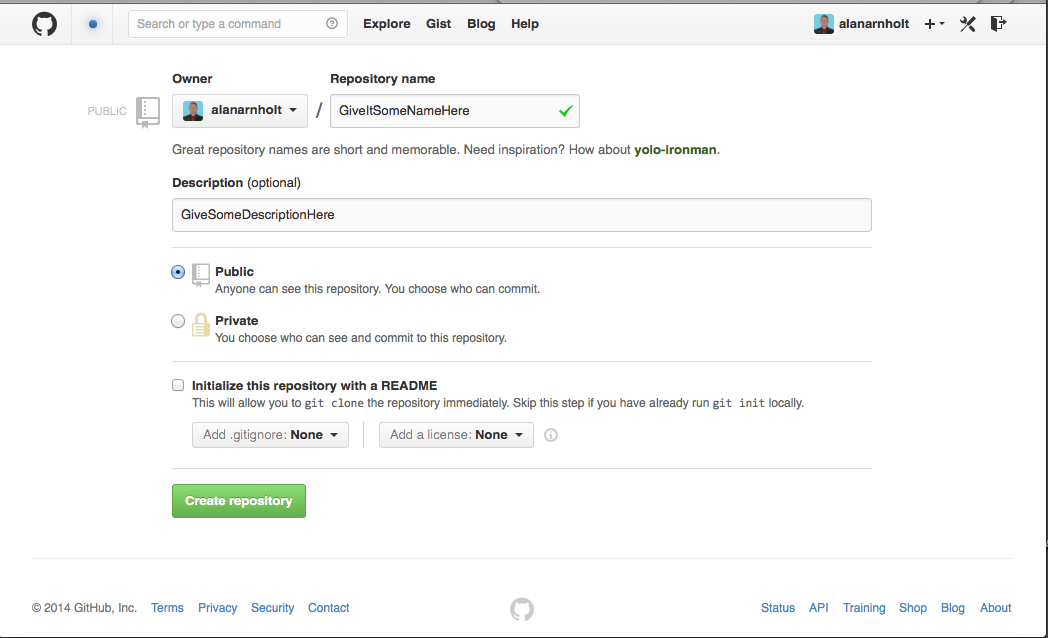 Search or type a command
Explore Gist Blog Help
alanarnholt
Owner
Repository name
PUBLIC
alanarnholt / GiveItSomeNameHere
Great repository names are short and memorable. Need inspiration? How about yolo-ironman.
Description (optional)
GiveSomeDescriptionHere
Public
Anyone can see this repository. You choose who can commit.
Private
You choose who can see and commit to this repository.
Initialize this repository with a README
This will allow you to git clone the repository immediately. Skip this step if you have already run git init locally.
Add .gitignore: None
Add a license: None
Create repository
© 2014 GitHub, Inc. Terms Privacy Security Contact
Status API Training Shop Blog About